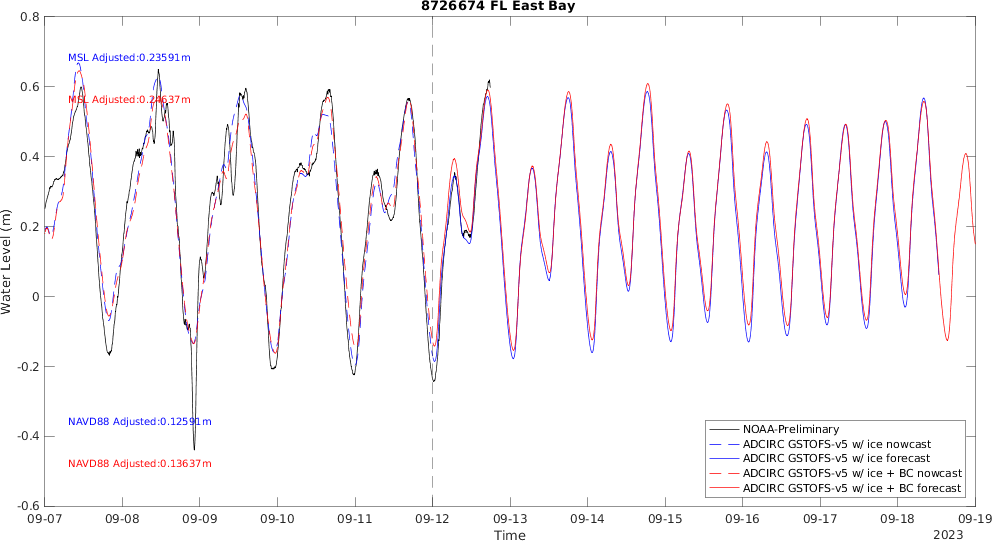 8726674 FL East Bay
0.8
0.6
0.4
0.2
0
-0.2
-0.4
-0.6
Water Level (m)
MSL Adjusted:0.23591m
MSL Adjusted:0.24637m
NAVD88 Adjusted:0.12591m
NAVD88 Adjusted:0.13637m
NOAA-Preliminary
ADCIRC GSTOFS-v5 w/ ice nowcast
ADCIRC GSTOFS-v5 w/ ice forecast
ADCIRC GSTOFS-v5 w/ ice + BC nowcast
ADCIRC GSTOFS-v5 w/ ice + BC forecast
09-07 09-08 09-09 09-10 09-11 09-12 09-13 09-14 09-15 09-16 09-17 09-18 09-19
Time
2023